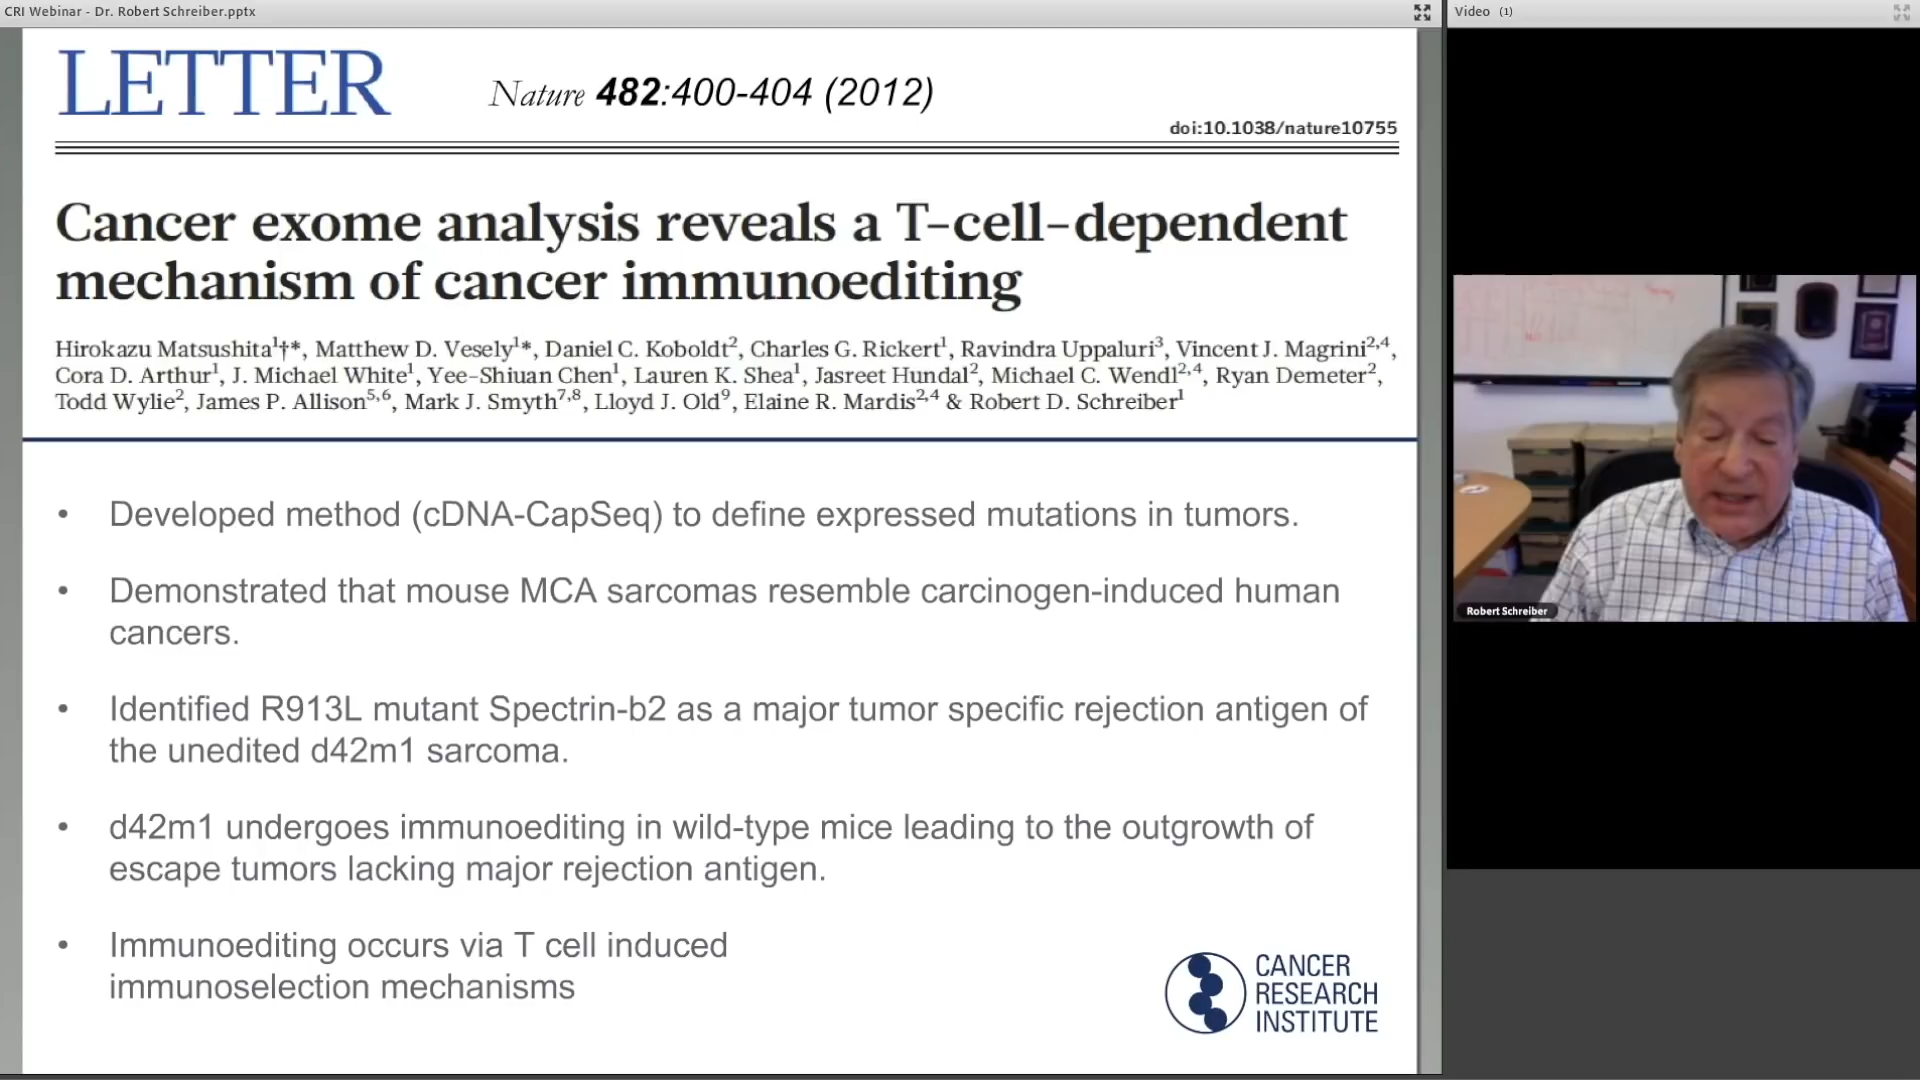 CRI Webinar - Dr. Robert Schreiber.pptx
Video (1)
LETTER
Nature 482:400-404 (2012)
doi:10.1038/nature10755
Cancer exome analysis reveals a T-cell-dependent
mechanism of cancer immunoediting
Hirokazu Matsushita¹†*, Matthew D. Vesely¹*, Daniel C. Koboldt², Charles G. Rickert¹, Ravindra Uppaluri³, Vincent J. Magrini²,⁴,
Cora D. Arthur¹, J. Michael White¹, Yee-Shiuan Chen¹, Lauren K. Shea¹, Jasreet Hundal², Michael C. Wendl²,⁴, Ryan Demeter²,
Todd Wylie², James P. Allison⁵,⁶, Mark J. Smyth⁷,⁸, Lloyd J. Old⁹, Elaine R. Mardis²,⁴ & Robert D. Schreiber¹
• Developed method (cDNA-CapSeq) to define expressed mutations in tumors.
• Demonstrated that mouse MCA sarcomas resemble carcinogen-induced human
cancers.
• Identified R913L mutant Spectrin-b2 as a major tumor specific rejection antigen of
the unedited d42m1 sarcoma.
• d42m1 undergoes immunoediting in wild-type mice leading to the outgrowth of
escape tumors lacking major rejection antigen.
• Immunoediting occurs via T cell induced
immunoselection mechanisms
CANCER
RESEARCH
INSTITUTE
Robert Schreiber